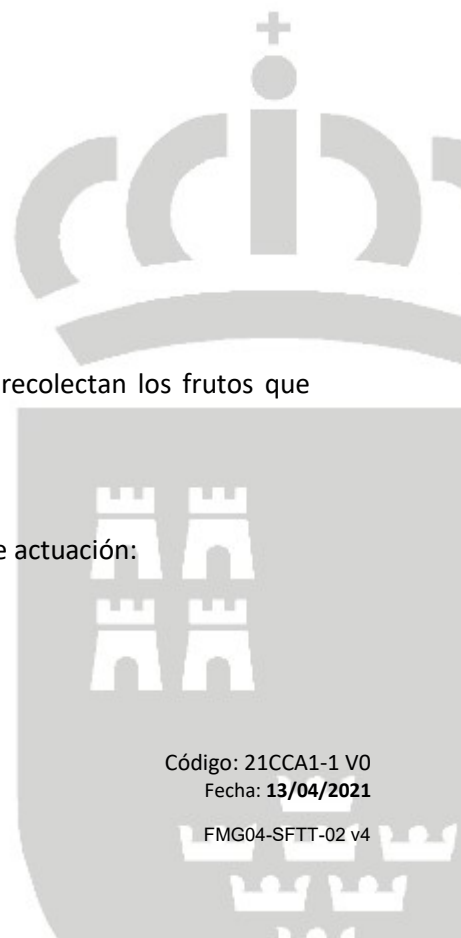 recolectan los frutos que
e actuación:
Código: 21CCA1-1 V0
Fecha: 13/04/2021
FMG04-SFTT-02 v4